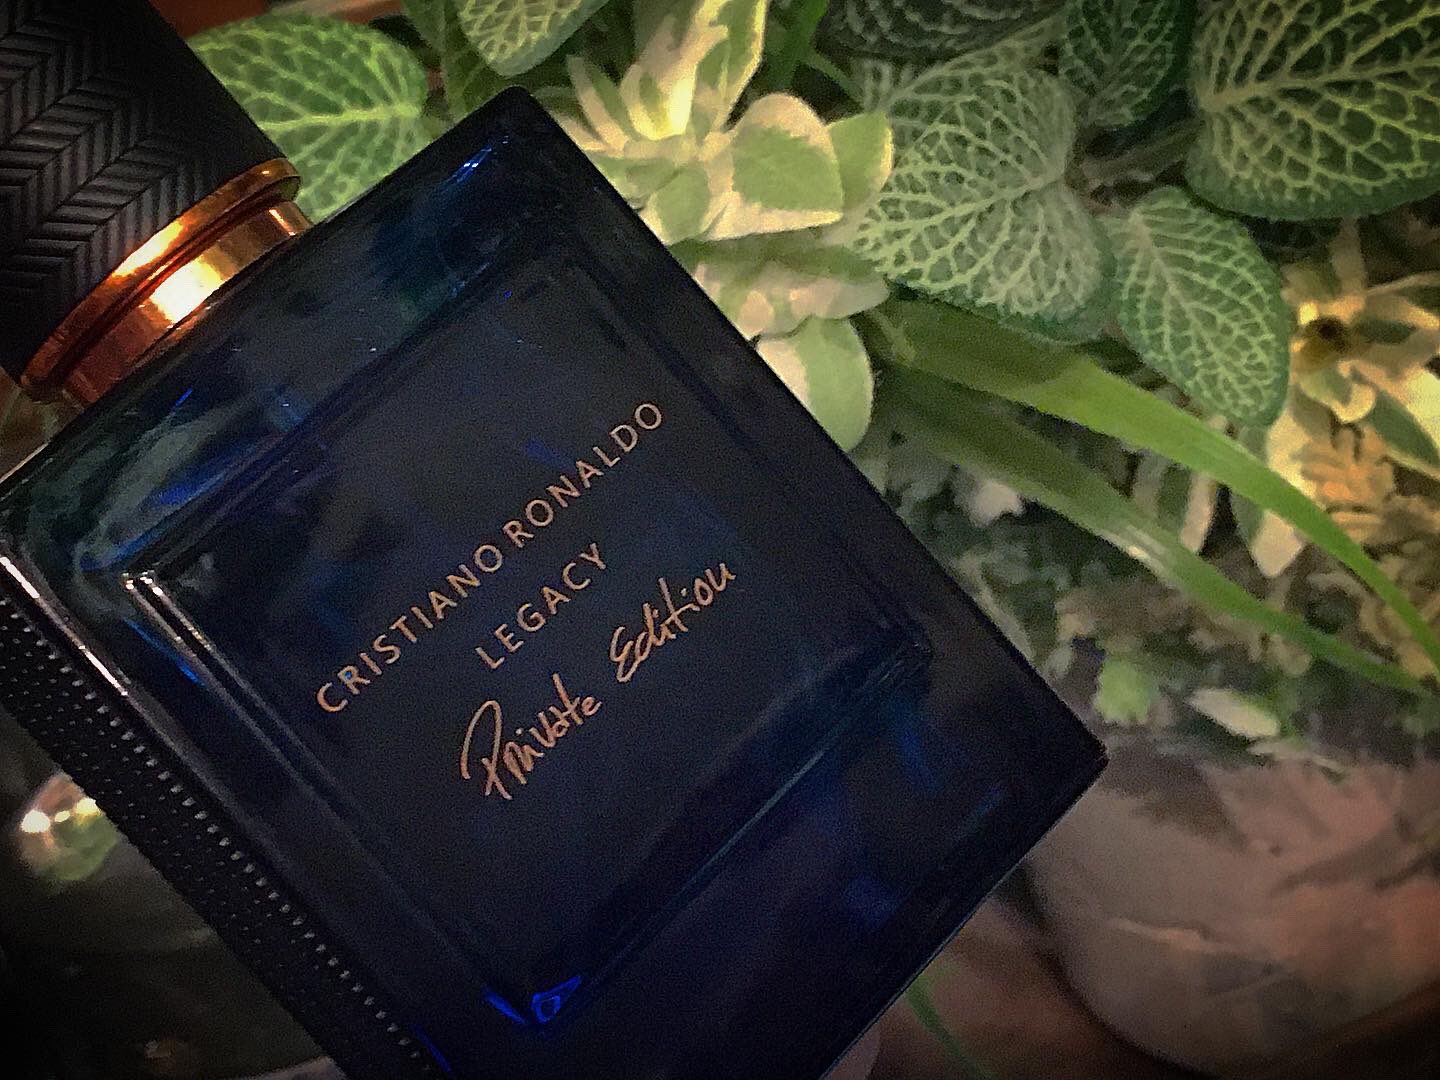 CRISTIANO RONALDO
LEGACY
Private Edition